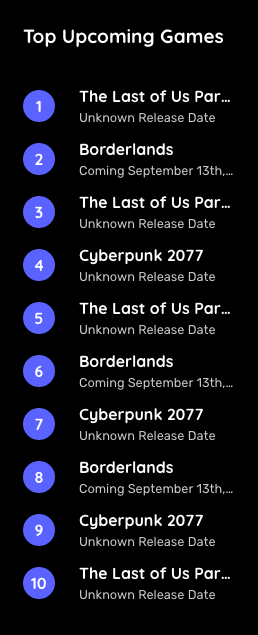 Top Upcoming Games
1
The Last of Us Par...
Unknown Release Date
2
Borderlands
Coming September 13th,...
3
The Last of Us Par...
Unknown Release Date
4
Cyberpunk 2077
Unknown Release Date
5
The Last of Us Par...
Unknown Release Date
6
Borderlands
Coming September 13th,...
7
Cyberpunk 2077
Unknown Release Date
8
Borderlands
Coming September 13th,...
9
Cyberpunk 2077
Unknown Release Date
10
The Last of Us Par...
Unknown Release Date